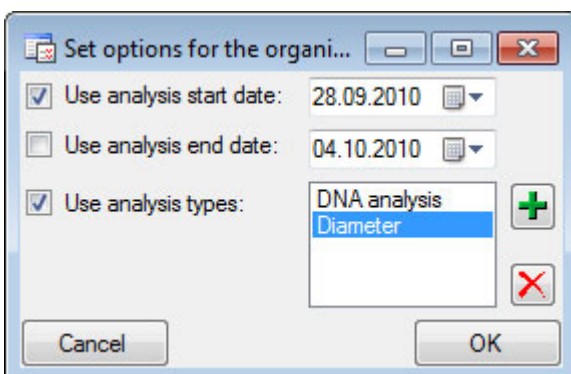 Set options for the organi...
Use analysis start date: 28.09.2010
Use analysis end date: 04.10.2010
Use analysis types: DNA analysis
Diameter
Cancel OK